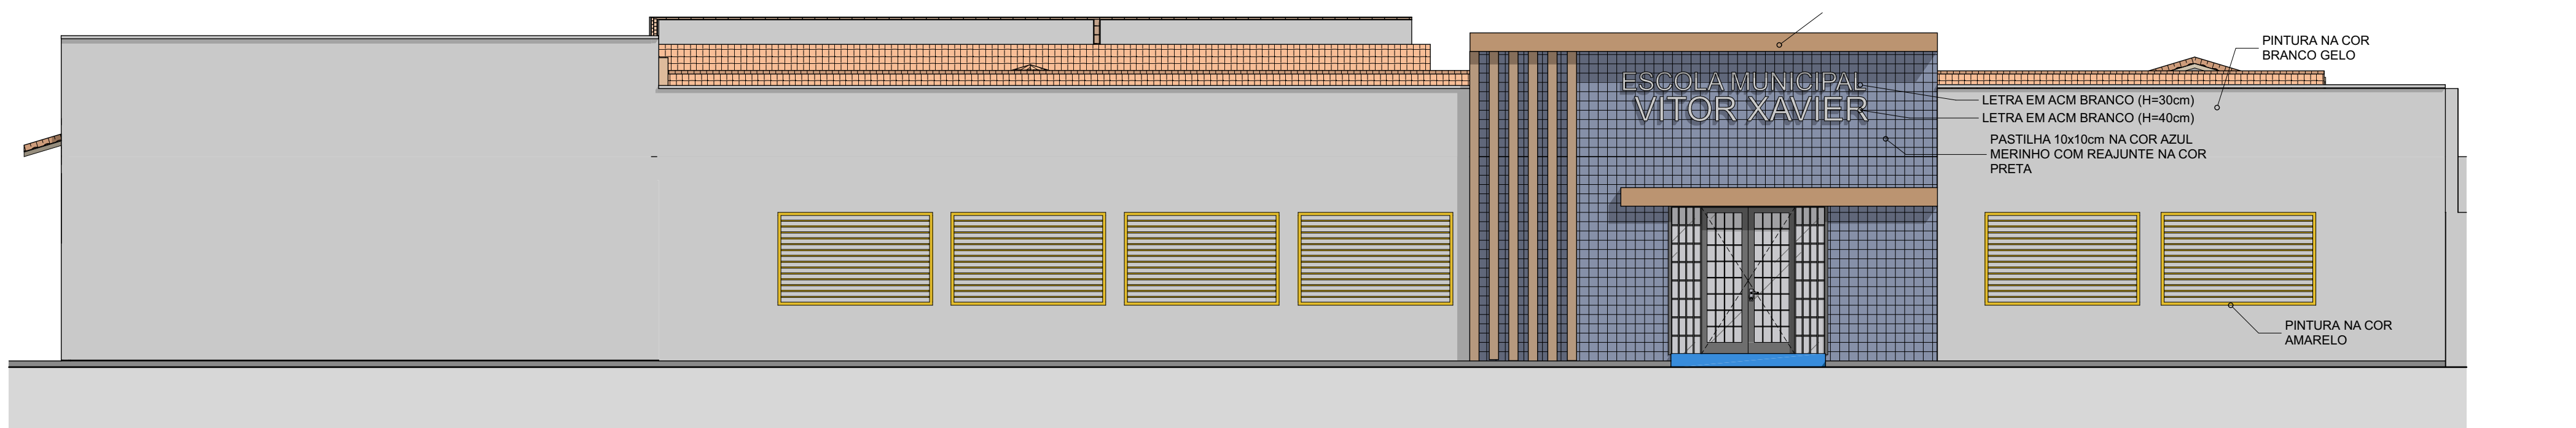 PINTURA NA COR
BRANCO GELO
ESCOLA MUNICIPAL
VITOR XAVIER
LETRA EM ACM BRANCO (H=30cm)
LETRA EM ACM BRANCO (H=40cm)
PASTILHA 10x10cm NA COR AZUL
MERINHO COM REAJUNTE NA COR
PRETA
PINTURA NA COR
AMARELO